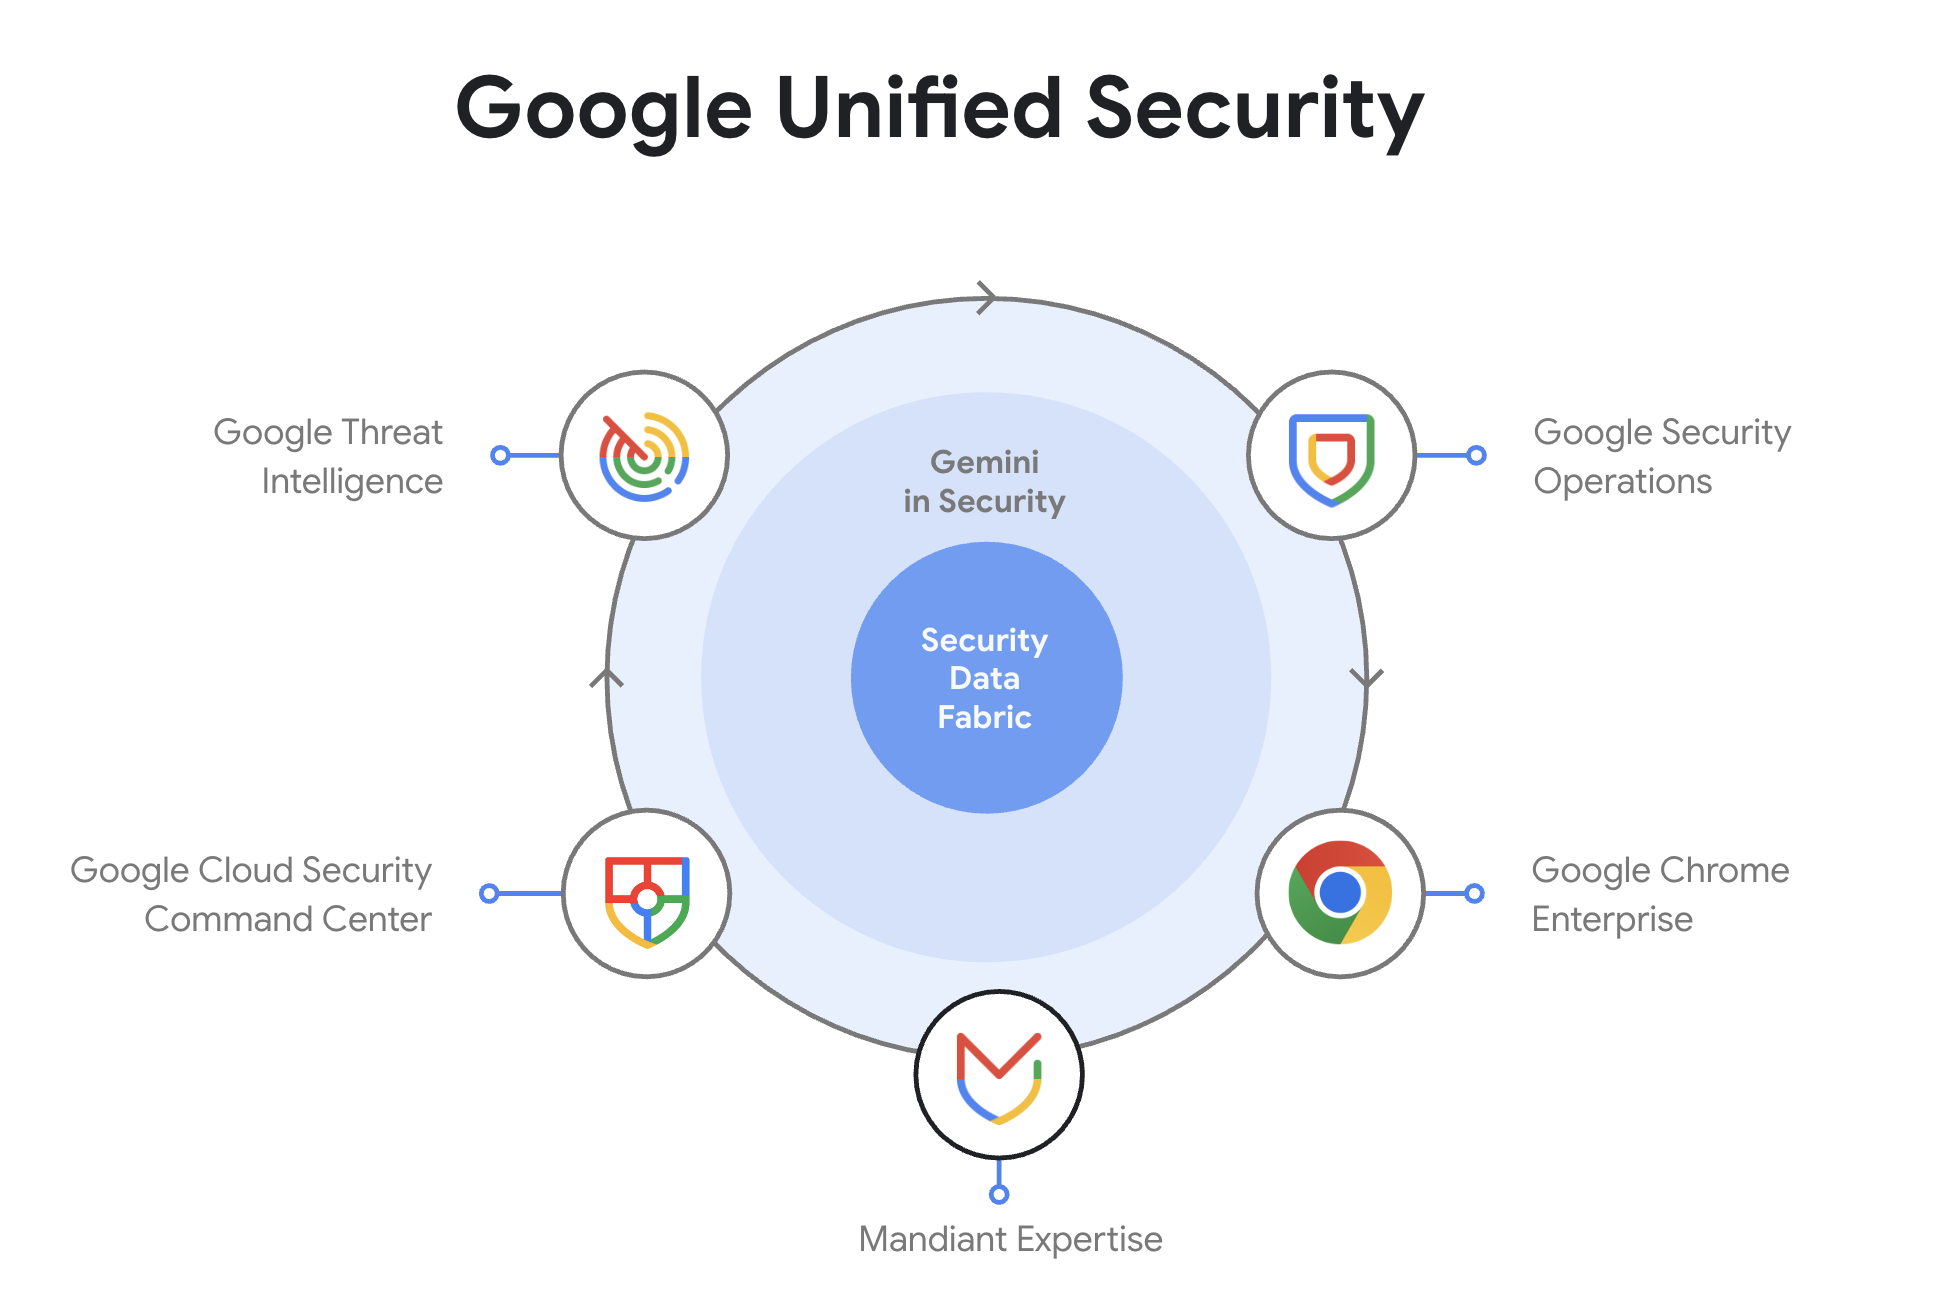 Google Unified Security
Google Threat
Intelligence
Gemini
in Security
Google Security
Operations
Security
Data
Fabric
Google Cloud Security
Command Center
Google Chrome
Enterprise
Mandiant Expertise